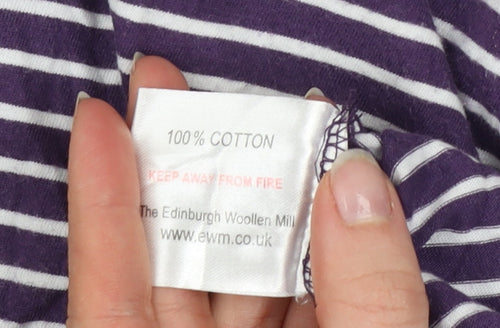 100% COTTON
KEEP AWAY FROM FIRE
The Edinburgh Woollen Mill
www.ewm.co.uk